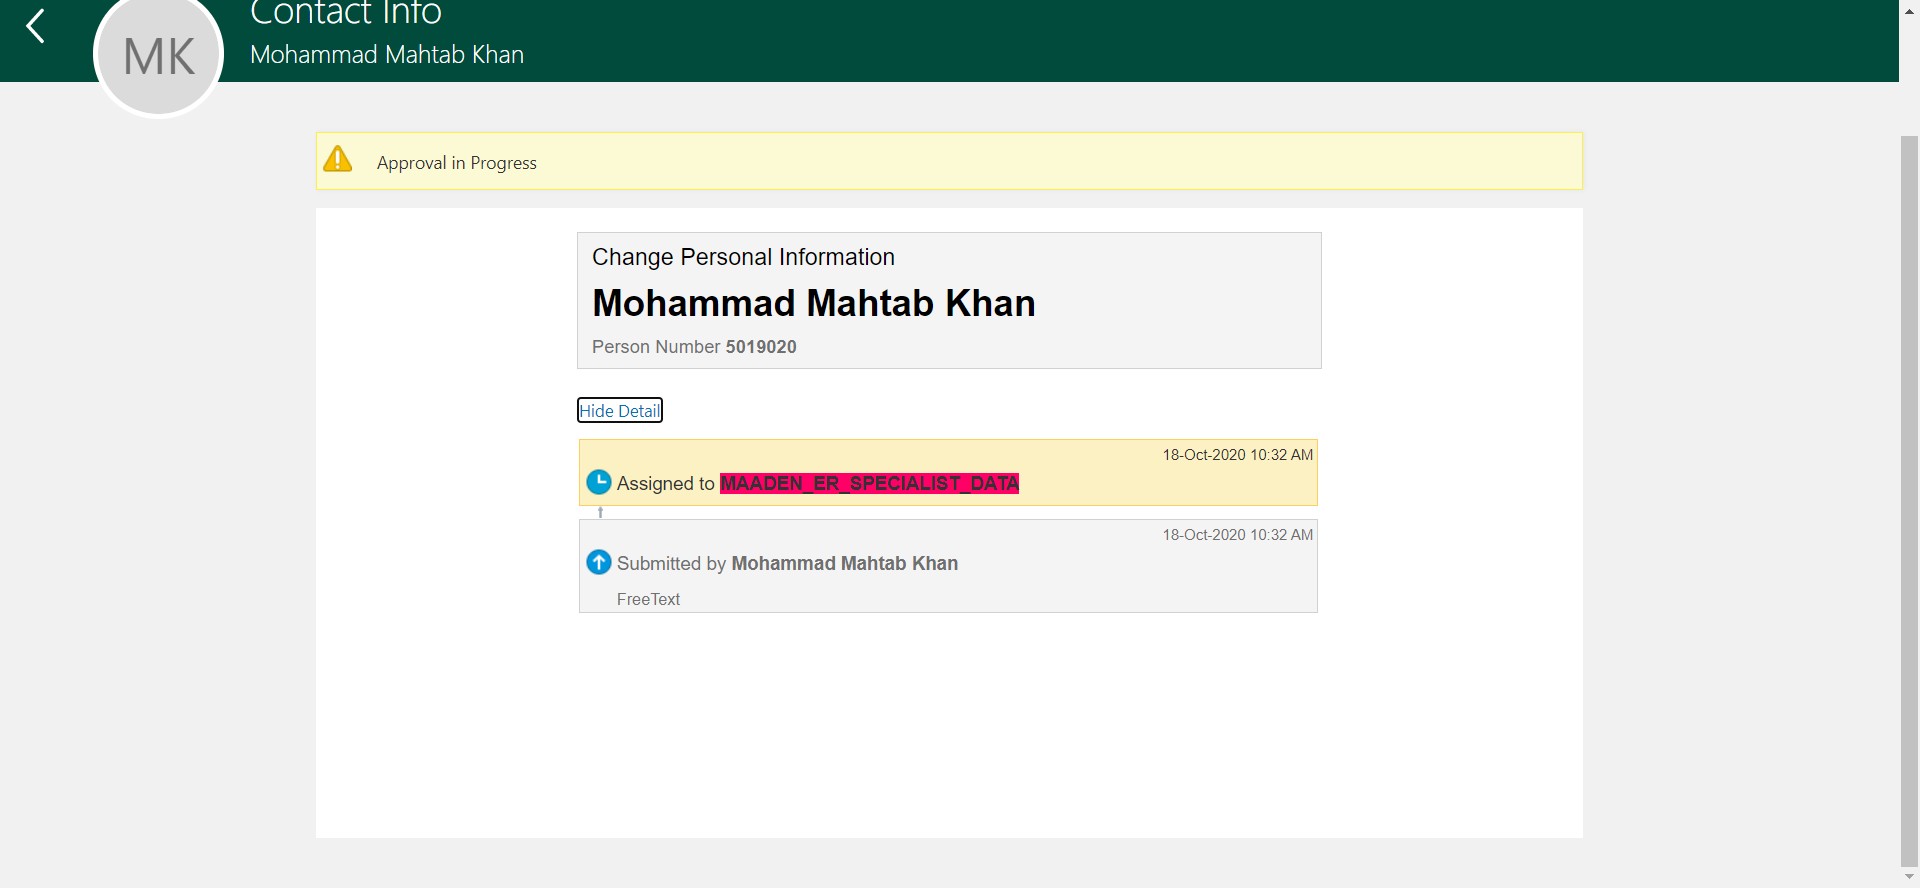 Contact Info
MK
Mohammad Mahtab Khan
Approval in Progress
Change Personal Information
Mohammad Mahtab Khan
Person Number 5019020
Hide Detail
18-Oct-2020 10:32 AM
Assigned to MAADEN_ER_SPECIALIST_DATA
18-Oct-2020 10:32 AM
Submitted by Mohammad Mahtab Khan
FreeText